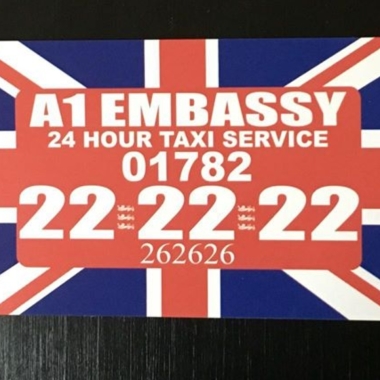 A1 EMBASSY
24 HOUR TAXI SERVICE
01782
22 22 22
262626